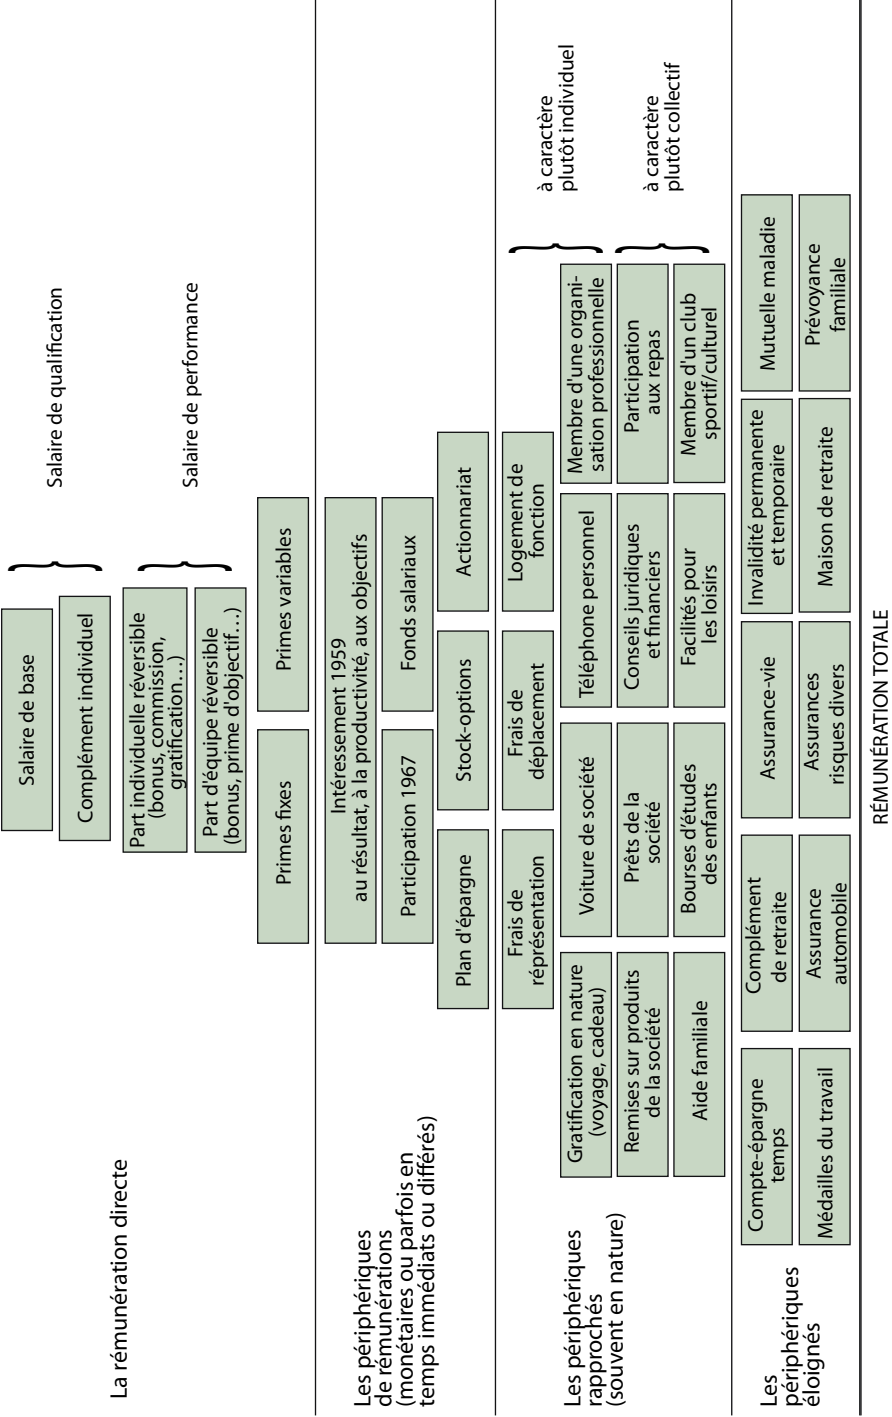 La rémunération directe
Salaire de base
Complément individuel
Salaire de qualification
Part individuelle réversible
(bonus, commission,
gratification…)
Part d'équipe réversible
(bonus, prime d'objectif…)
Salaire de performance
Primes fixes
Primes variables
Les périphériques
de rémunérations
(monétaires ou parfois en
temps immédiats ou différés)
Intéressement 1959
au résultat, à la productivité, aux objectifs
Participation 1967
Fonds salariaux
Plan d'épargne
Stock-options
Actionnariat
Les périphériques
rapprochés
(souvent en nature)
Frais de
réprésentation
Frais de
déplacement
Logement de
fonction
Gratification en nature
(voyage, cadeau)
Voiture de société
Téléphone personnel
Membre d'une organi-
sation professionnelle
à caractère
plutôt individuel
Remises sur produits
de la société
Prêts de la
société
Conseils juridiques
et financiers
Participation
aux repas
Aide familiale
Bourses d'études
des enfants
Facilités pour
les loisirs
Membre d'un club
sportif/culturel
à caractère
plutôt collectif
Les
périphériques
éloignés
Compte-épargne
temps
Complément
de retraite
Assurance-vie
Invalidité permanente
et temporaire
Mutuelle maladie
Médailles du travail
Assurance
automobile
Assurances
risques divers
Maison de retraite
Prévoyance
familiale
RÉMUNÉRATION TOTALE